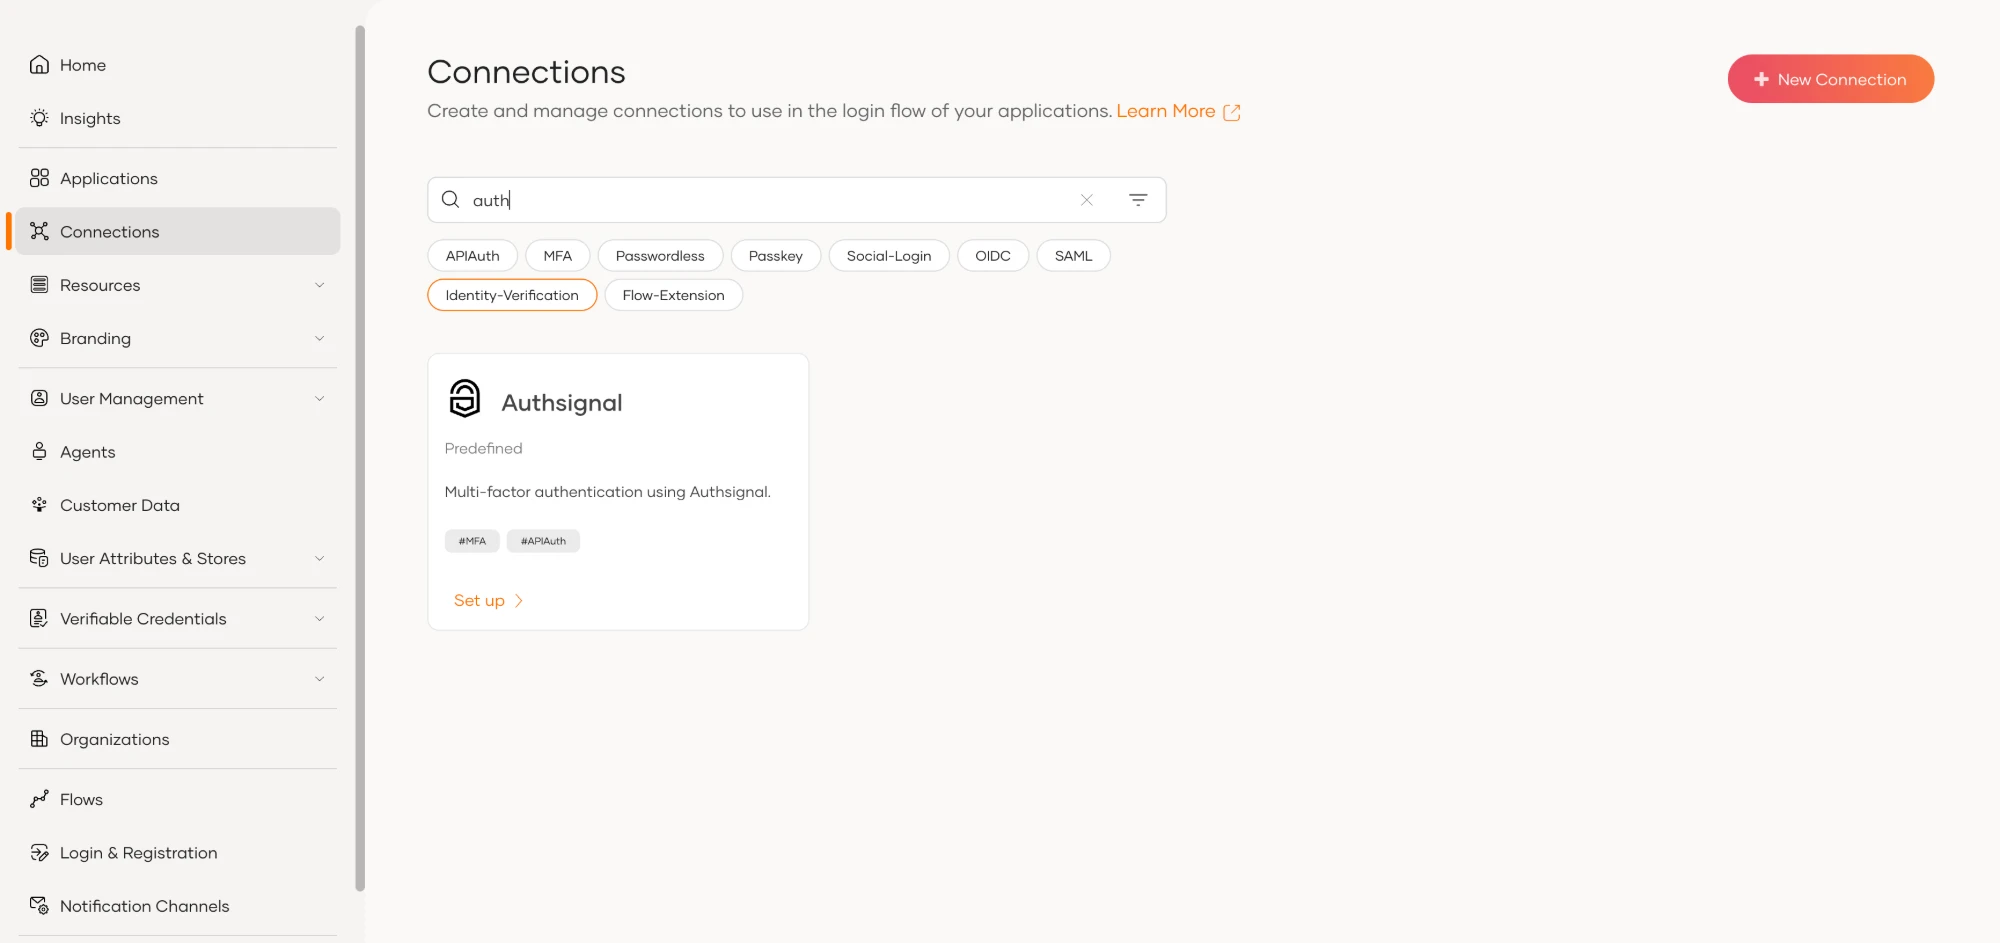 Home
Insights
Applications
Connections
Resources
Branding
User Management
Agents
Customer Data
User Attributes & Stores
Verifiable Credentials
Workflows
Organizations
Flows
Login & Registration
Notification Channels
Connections
Create and manage connections to use in the login flow of your applications. Learn More
New Connection
auth
APIAuth MFA Passwordless Passkey Social-Login OIDC SAML
Identity-Verification Flow-Extension
Authsignal
Predefined
Multi-factor authentication using Authsignal.
#MFA #APIAuth
Set up